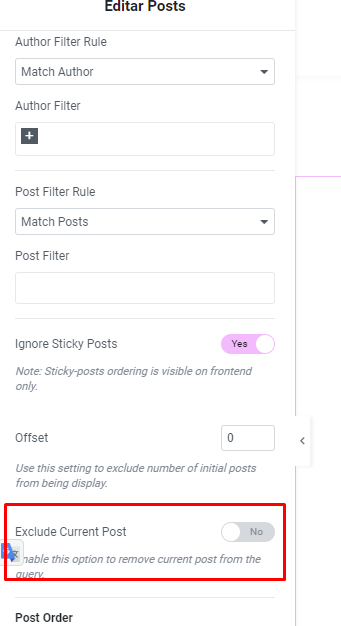 Editar Posts
Author Filter Rule
Match Author
Author Filter
+
Post Filter Rule
Match Posts
Post Filter
Ignore Sticky Posts
Yes
Note: Sticky-posts ordering is visible on frontend
only.
Offset
0
Use this setting to exclude number of initial posts
from being display.
Exclude Current Post
No
this option to remove current post from the
query.
Post Order